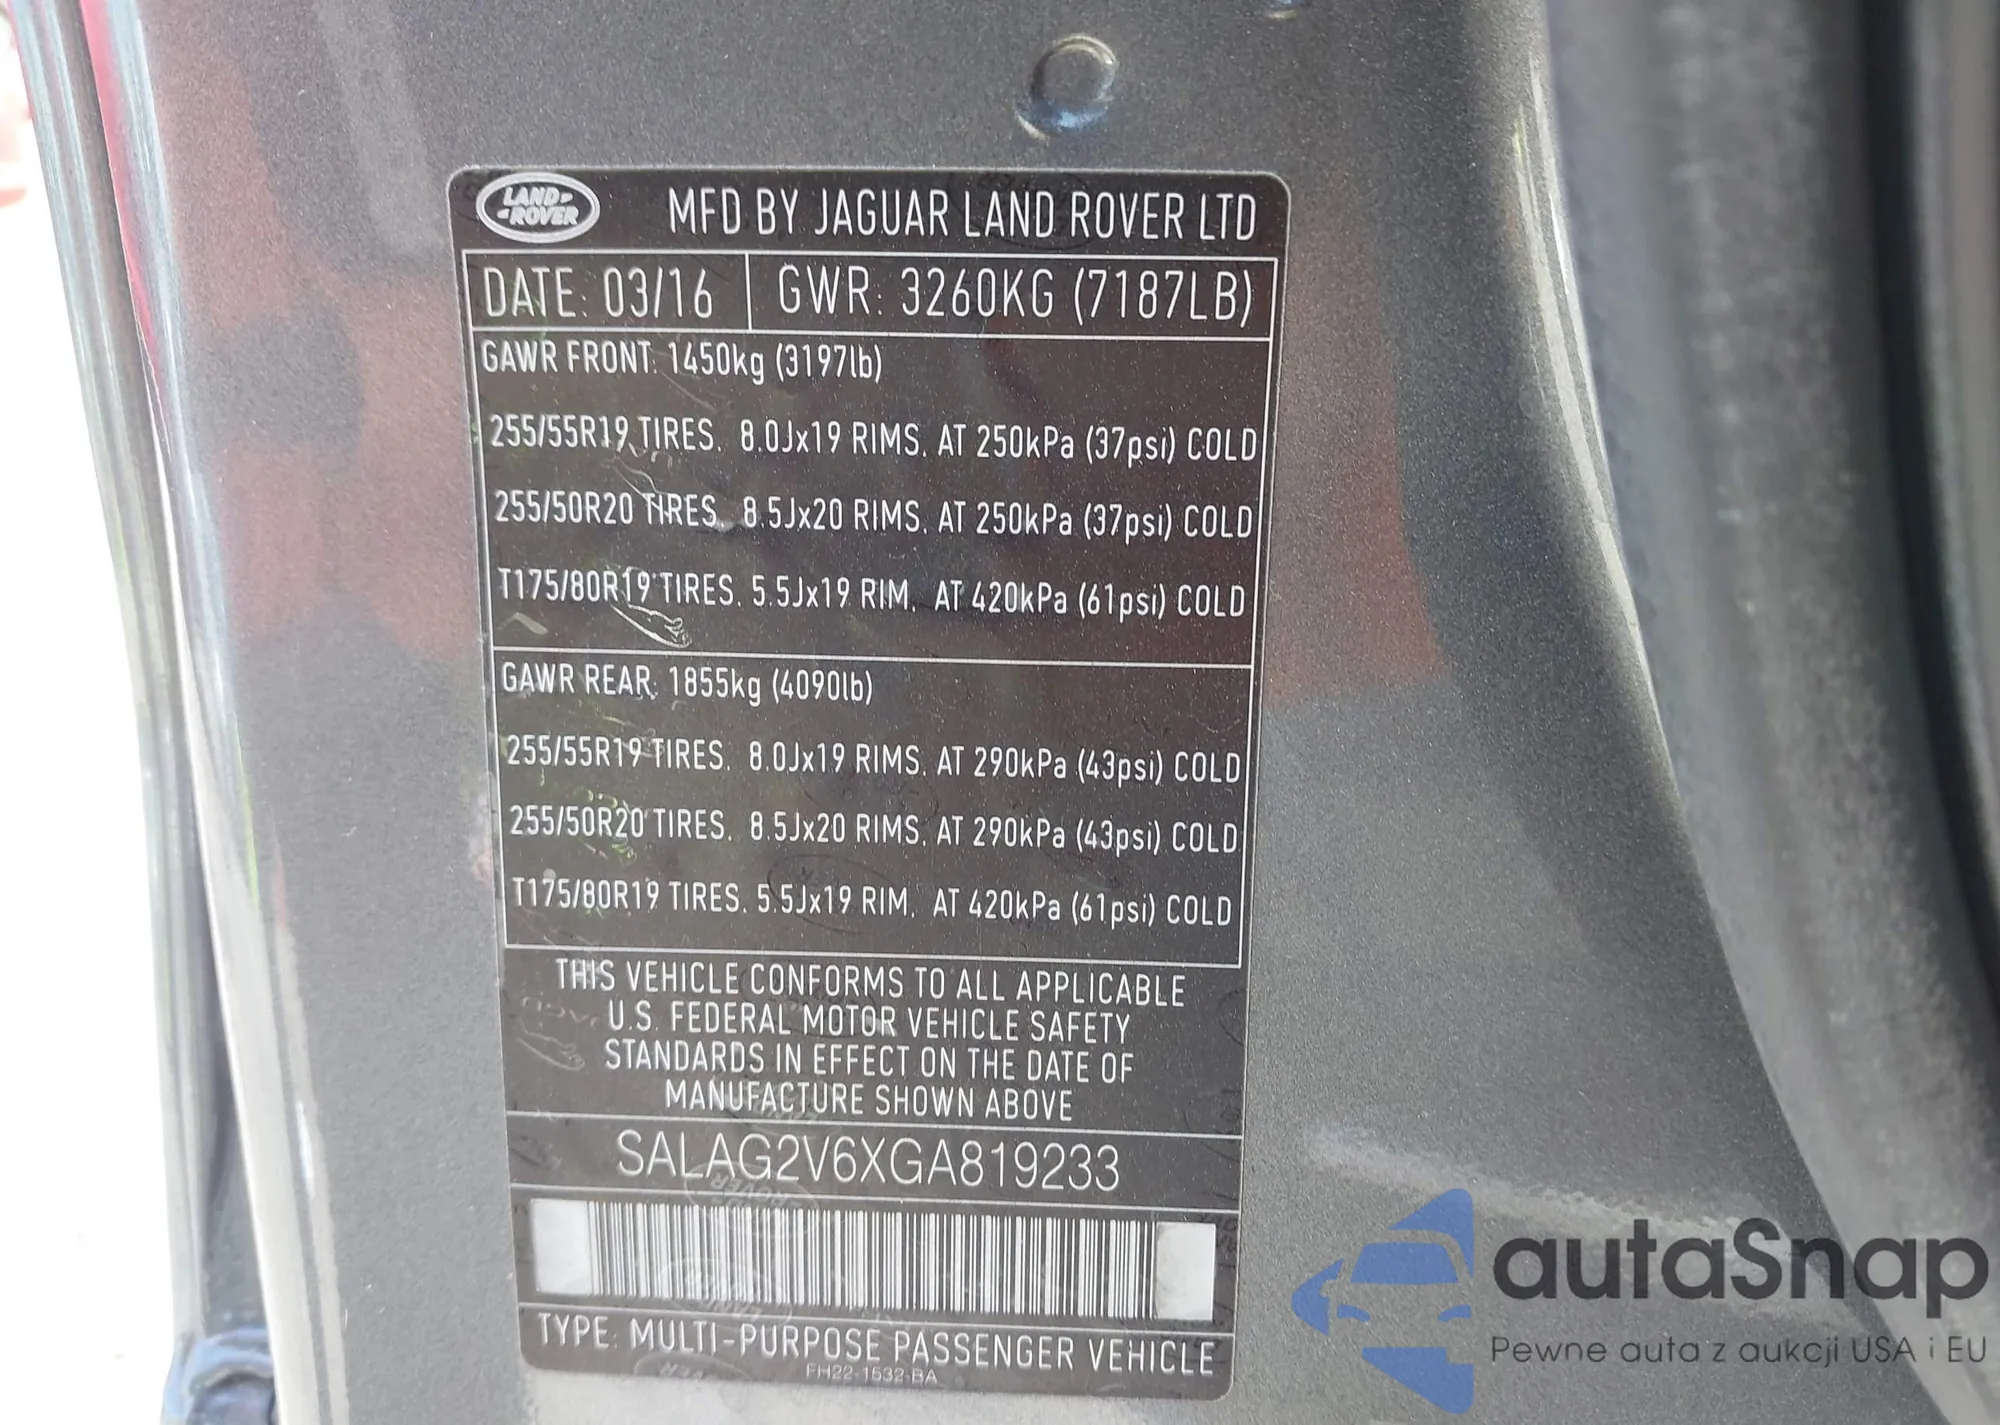 LAND
ROVER
MFD BY JAGUAR LAND ROVER LTD
DATE: 03/16 GWR: 3260KG (7187LB)
GAWR FRONT: 1450kg (3197lb)
255/55R19 TIRES. 8.0Jx19 RIMS. AT 250kPa (37psi) COLD
255/50R20 TIRES. 8.5Jx20 RIMS. AT 250kPa (37psi) COLD
T175/80R19 TIRES. 5.5Jx19 RIM. AT 420kPa (61psi) COLD
GAWR REAR: 1855kg (4090lb)
255/55R19 TIRES. 8.0Jx19 RIMS. AT 290kPa (43psi) COLD
255/50R20 TIRES. 8.5Jx20 RIMS. AT 290kPa (43psi) COLD
T175/80R19 TIRES. 5.5Jx19 RIM. AT 420kPa (61psi) COLD
THIS VEHICLE CONFORMS TO ALL APPLICABLE
U.S. FEDERAL MOTOR VEHICLE SAFETY
STANDARDS IN EFFECT ON THE DATE OF
MANUFACTURE SHOWN ABOVE
SALAG2V6XGA819233
TYPE: MULTI-PURPOSE PASSENGER VEHICLE
FH22-1532-BA
autaSnap
Pewne auta z aukcji USA i EU